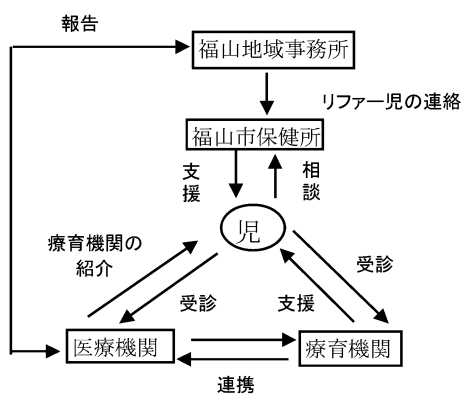 報告
福山地域事務所
リファー児の連絡
福山市保健所
支援
相談
児
療育機関の
紹介
受診
支援
受診
医療機関
療育機関
連携